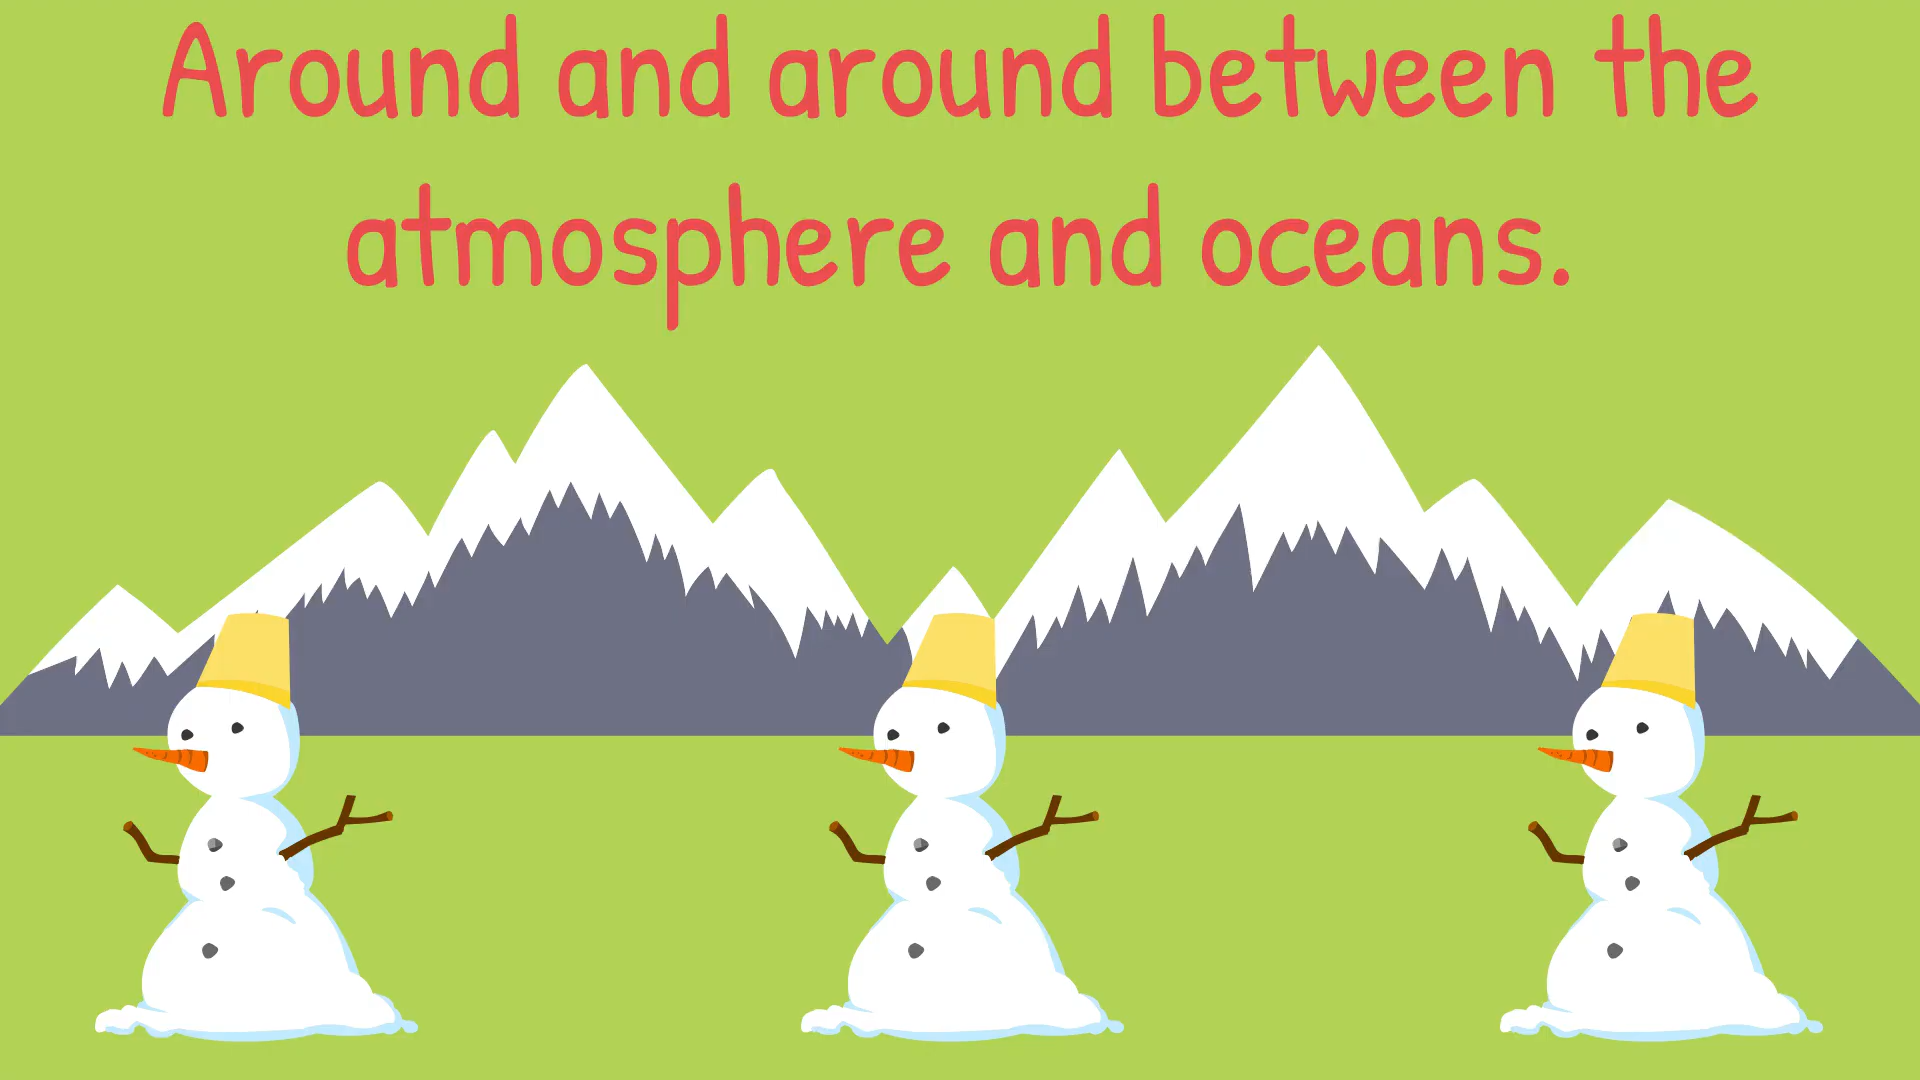 Around and around between the
atmosphere and oceans.